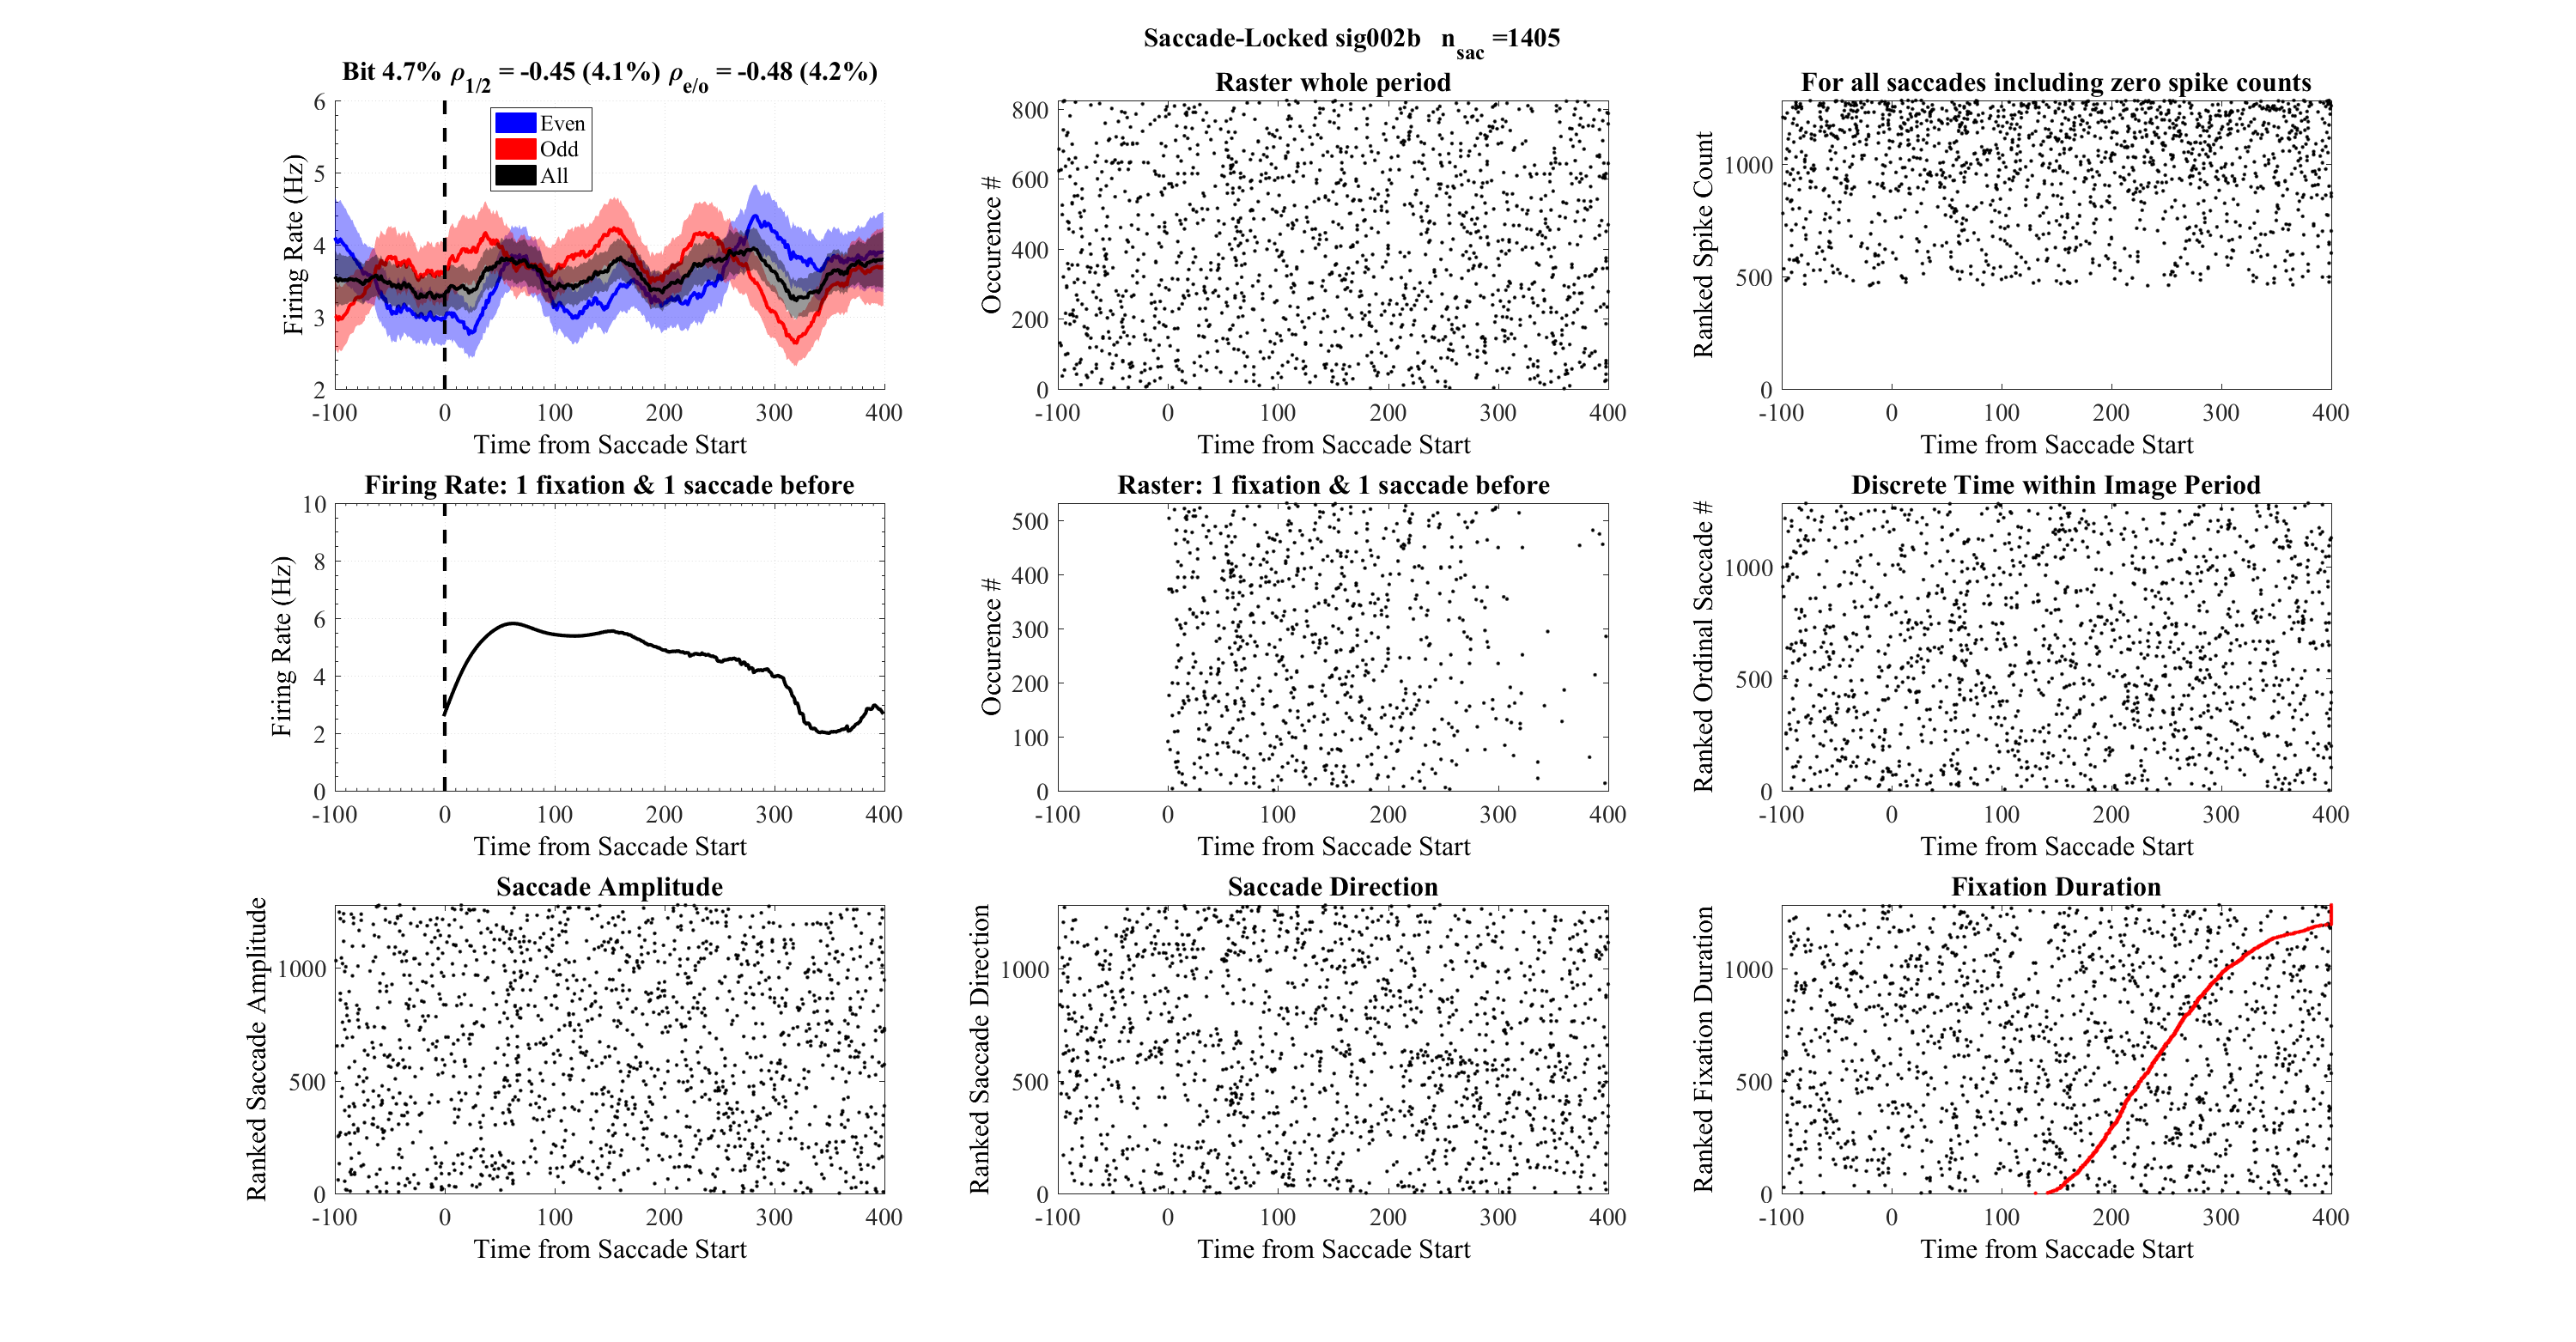 Saccade-Locked sig002b n_sac =1405
Bit 4.7% ρ_1/2 = -0.45 (4.1%) ρ_e/o = -0.48 (4.2%)
6
5
4
3
2
Firing Rate (Hz)
Even
Odd
All
-100 0 100 200 300 400
Time from Saccade Start
Raster whole period
800
600
400
200
0
Occurence #
-100 0 100 200 300 400
Time from Saccade Start
For all saccades including zero spike counts
1000
500
0
Ranked Spike Count
-100 0 100 200 300 400
Time from Saccade Start
Firing Rate: 1 fixation & 1 saccade before
10
8
6
4
2
0
Firing Rate (Hz)
-100 0 100 200 300 400
Time from Saccade Start
Raster: 1 fixation & 1 saccade before
500
400
300
200
100
0
Occurence #
-100 0 100 200 300 400
Time from Saccade Start
Discrete Time within Image Period
1000
500
0
Ranked Ordinal Saccade #
-100 0 100 200 300 400
Time from Saccade Start
Saccade Amplitude
1000
500
0
Ranked Saccade Amplitude
-100 0 100 200 300 400
Time from Saccade Start
Saccade Direction
1000
500
0
Ranked Saccade Direction
-100 0 100 200 300 400
Time from Saccade Start
Fixation Duration
1000
500
0
Ranked Fixation Duration
-100 0 100 200 300 400
Time from Saccade Start